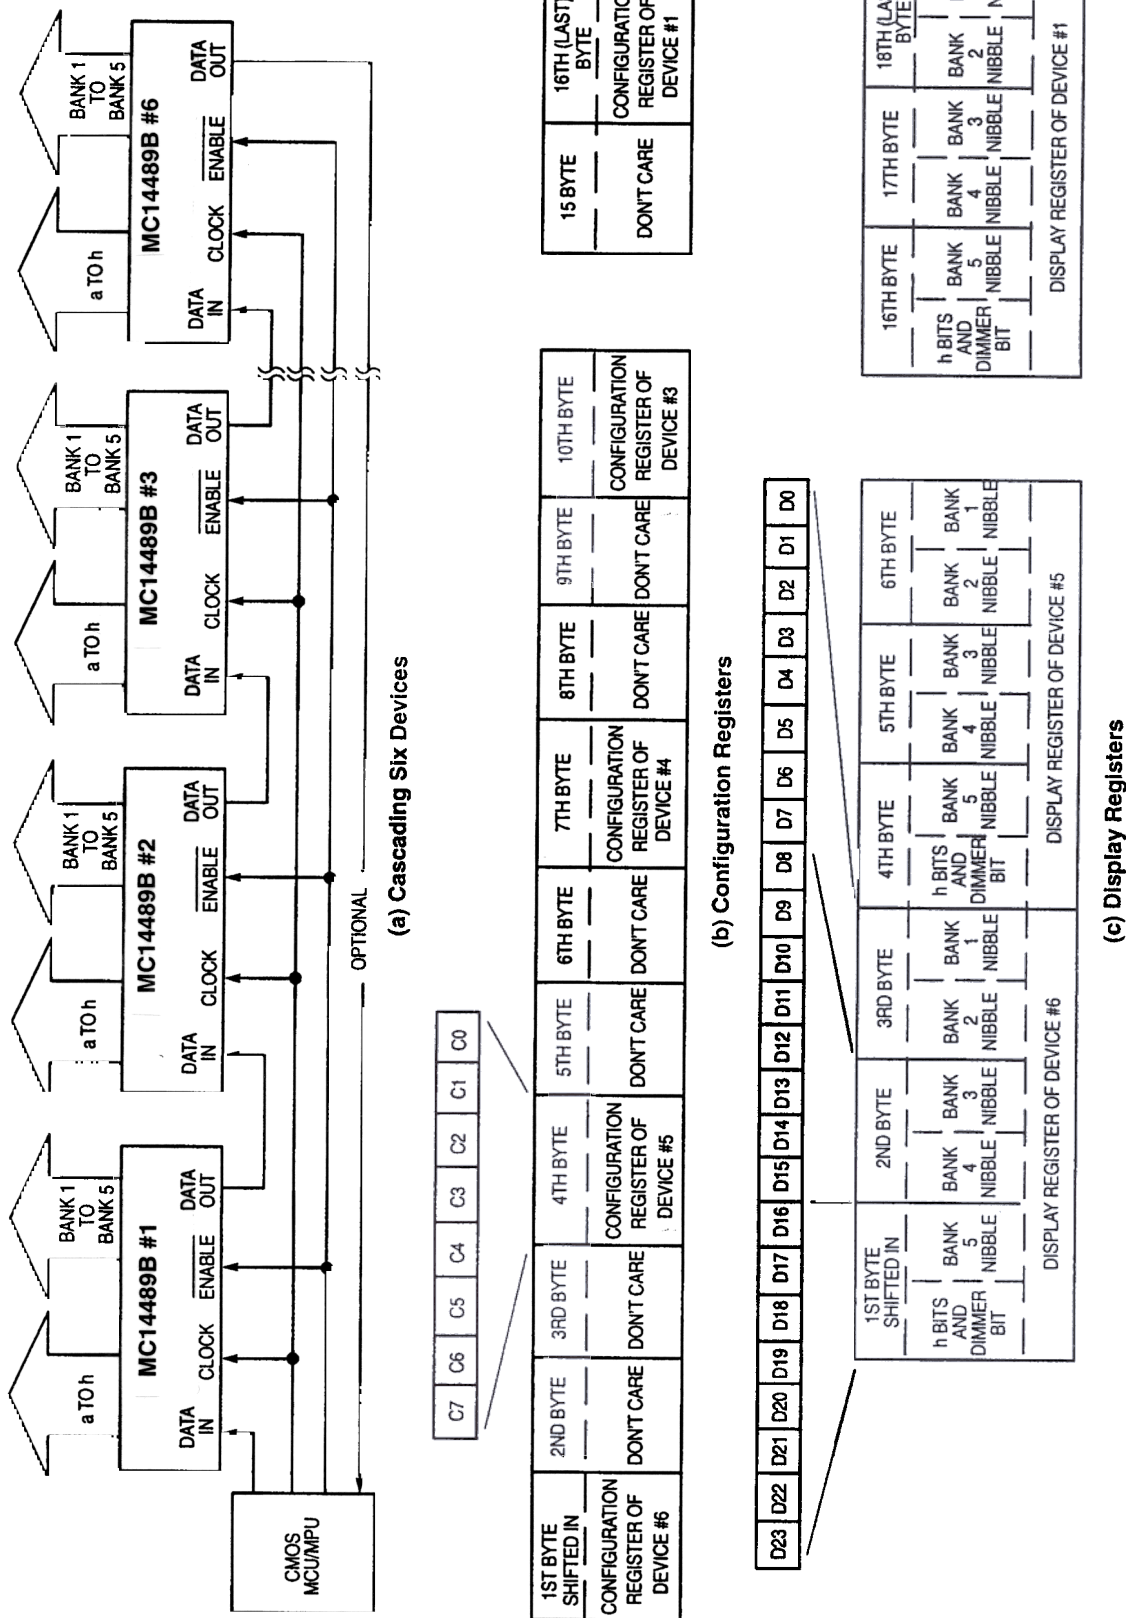 BANK 1
TO
BANK 5
a TO h
MC14489B #1
DATA
IN
CLOCK
ENABLE
DATA
OUT
BANK 1
TO
BANK 5
a TO h
MC14489B #2
DATA
IN
CLOCK
ENABLE
DATA
OUT
BANK 1
TO
BANK 5
a TO h
MC14489B #3
DATA
IN
CLOCK
ENABLE
DATA
OUT
BANK 1
TO
BANK 5
a TO h
MC14489B #6
DATA
IN
CLOCK
ENABLE
DATA
OUT
CMOS
MCU/MPU
OPTIONAL
(a) Cascading Six Devices
C7 C6 C5 C4 C3 C2 C1 C0
1ST BYTE
SHIFTED IN
CONFIGURATION
REGISTER OF
DEVICE #6
2ND BYTE
DON'T CARE
3RD BYTE
DON'T CARE
4TH BYTE
CONFIGURATION
REGISTER OF
DEVICE #5
5TH BYTE
DON'T CARE
6TH BYTE
DON'T CARE
7TH BYTE
CONFIGURATION
REGISTER OF
DEVICE #4
8TH BYTE
DON'T CARE
9TH BYTE
DON'T CARE
10TH BYTE
CONFIGURATION
REGISTER OF
DEVICE #3
15 BYTE
DON'T CARE
16TH (LAST)
BYTE
CONFIGURATIO
REGISTER OF
DEVICE #1
(b) Configuration Registers
D23 D22 D21 D20 D19 D18 D17 D16 D15 D14 D13 D12 D11 D10 D9 D8 D7 D6 D5 D4 D3 D2 D1 D0
1ST BYTE
SHIFTED IN
h BITS
AND
DIMMER
BIT
BANK
5
NIBBLE
2ND BYTE
BANK
4
NIBBLE
BANK
3
NIBBLE
3RD BYTE
BANK
2
NIBBLE
BANK
1
NIBBLE
DISPLAY REGISTER OF DEVICE #6
4TH BYTE
h BITS
AND
DIMMER
BIT
BANK
5
NIBBLE
5TH BYTE
BANK
4
NIBBLE
BANK
3
NIBBLE
6TH BYTE
BANK
2
NIBBLE
BANK
1
NIBBLE
DISPLAY REGISTER OF DEVICE #5
16TH BYTE
h BITS
AND
DIMMER
BIT
BANK
5
NIBBLE
17TH BYTE
BANK
4
NIBBLE
BANK
3
NIBBLE
18TH (LA
BYTE
BANK
2
NIBBLE
DISPLAY REGISTER OF DEVICE #1
(c) Display Registers